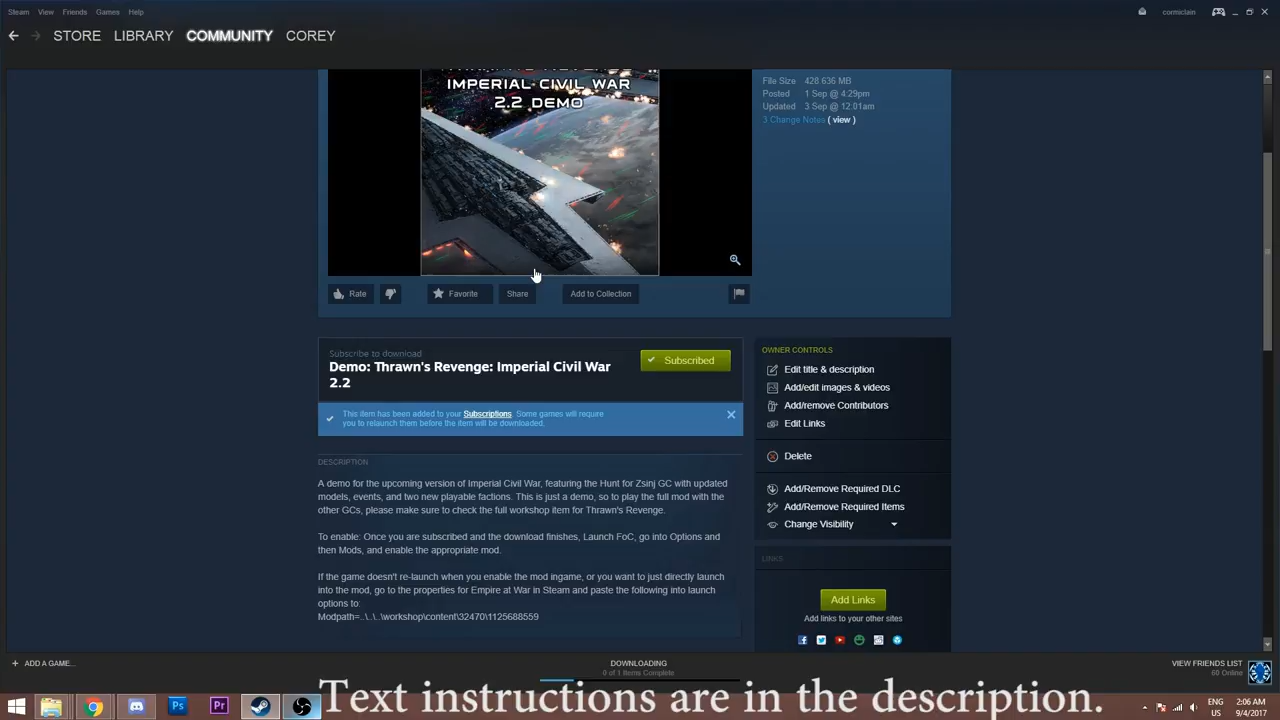 Steam View Friends Games Help
cormiclain
STORE LIBRARY COMMUNITY COREY
IMPERIAL CIVIL WAR
2.2 DEMO
File Size 428.636 MB
Posted 1 Sep @ 4:29pm
Updated 3 Sep @ 12:01am
3 Change Notes ( view )
Rate
Favorite
Share
Add to Collection
Subscribe to download
Demo: Thrawn's Revenge: Imperial Civil War
2.2
Subscribed
This item has been added to your Subscriptions. Some games will require
you to relaunch them before the item will be downloaded.
DESCRIPTION
A demo for the upcoming version of Imperial Civil War, featuring the Hunt for Zsinj GC with updated
models, events, and two new playable factions. This is just a demo, so to play the full mod with the
other GCs, please make sure to check the full workshop item for Thrawn's Revenge.
To enable: Once you are subscribed and the download finishes, Launch FoC, go into Options and
then Mods, and enable the appropriate mod.
If the game doesn't re-launch when you enable the mod ingame, or you want to just directly launch
into the mod, go to the properties for Empire at War in Steam and paste the following into launch
options to:
Modpath=..\..\..\workshop\content\32470\1125688559
OWNER CONTROLS
Edit title & description
Add/edit images & videos
Add/remove Contributors
Edit Links
Delete
Add/Remove Required DLC
Add/Remove Required Items
Change Visibility
LINKS
Add Links
Add links to your other sites
+ ADD A GAME...
DOWNLOADING
0 of 1 Items Complete
VIEW FRIENDS LIST
60 Online
Text instructions are in the description.
ENG
US
2:06 AM
9/4/2017